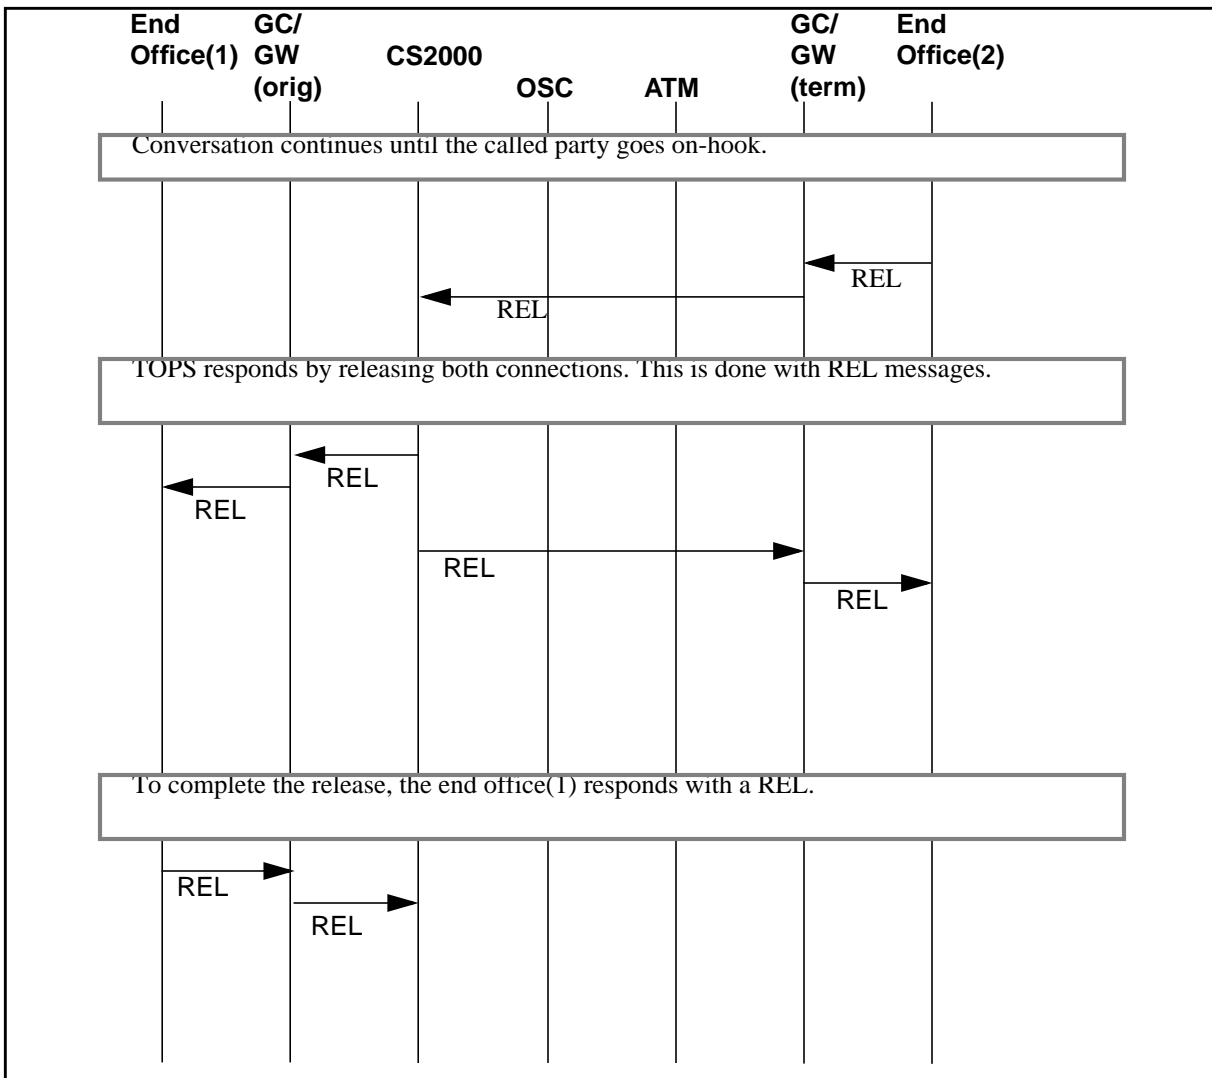 End
Office(1)
GC/
GW
(orig)
CS2000
OSC
ATM
GC/
GW
(term)
End
Office(2)
Conversation continues until the called party goes on-hook.
REL
REL
TOPS responds by releasing both connections. This is done with REL messages.
REL
REL
REL
REL
To complete the release, the end office(1) responds with a REL.
REL
REL